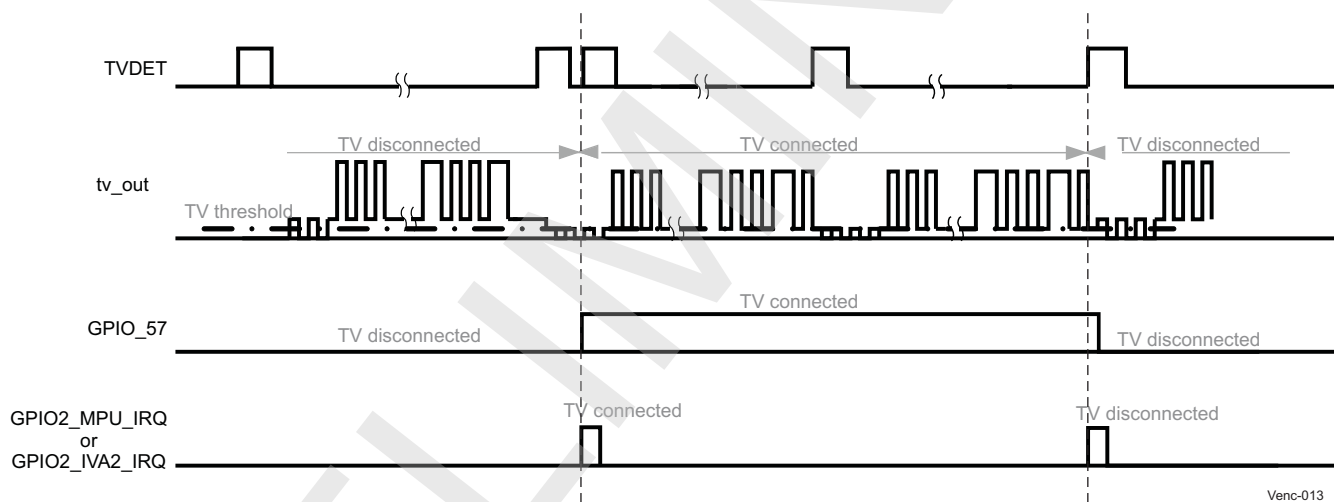 TVDET
TV disconnected
TV connected
TV disconnected
tv_out
TV threshold
TV connected
GPIO_57
TV disconnected
TV disconnected
TV connected
TV disconnected
GPIO2_MPU_IRQ
or
GPIO2_IVA2_IRQ
Venc-013